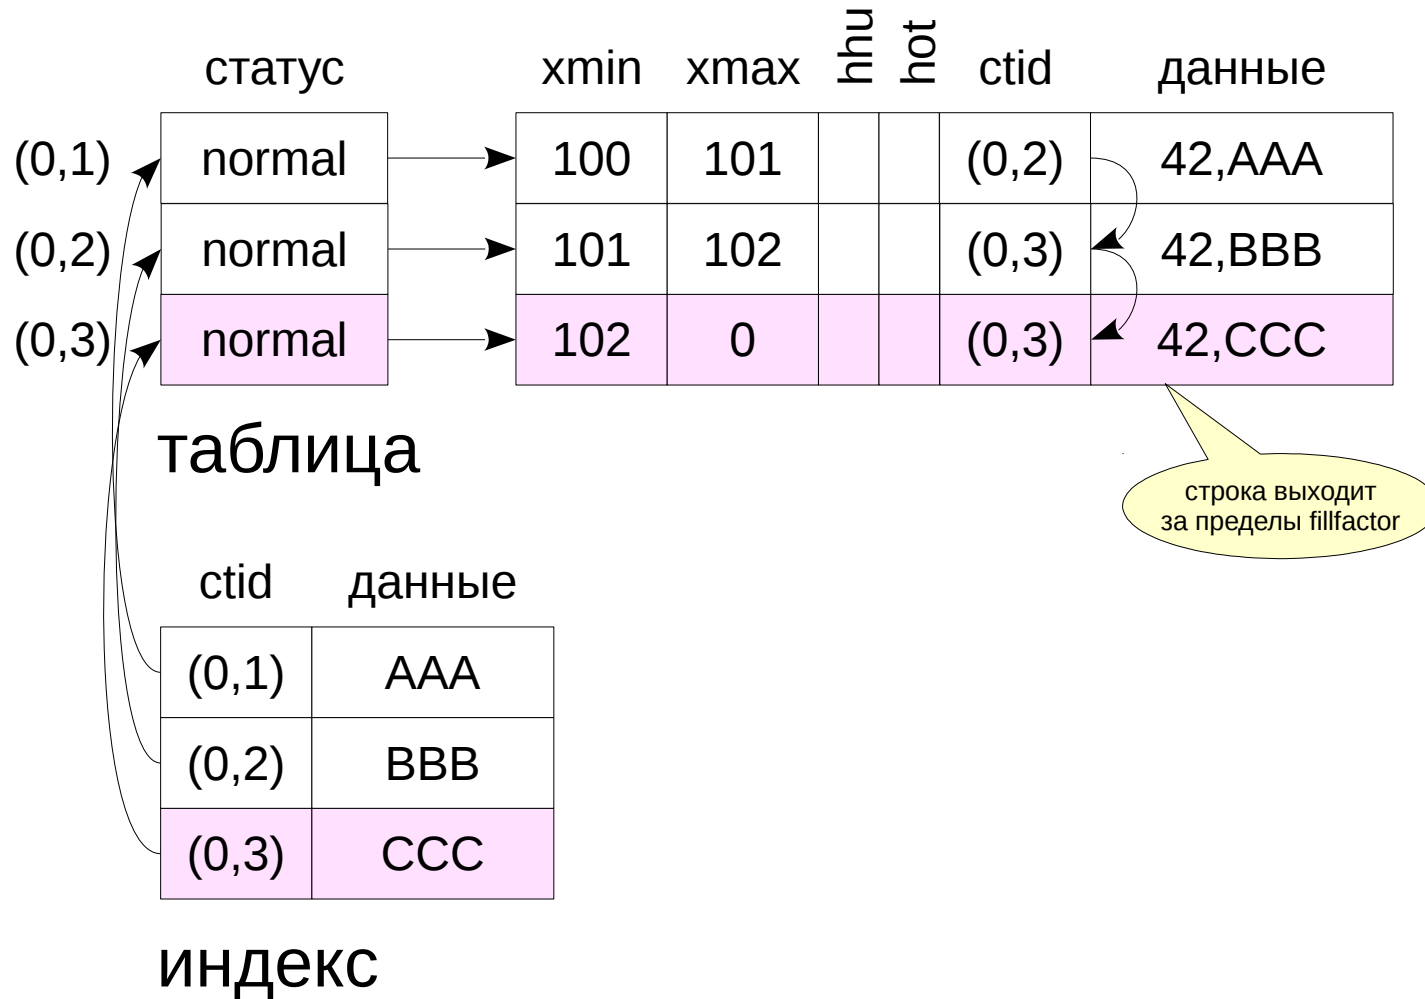 статус xmin xmax hhu hot ctid данные
(0,1) normal 100 101 (0,2) 42,AAA
(0,2) normal 101 102 (0,3) 42,BBB
(0,3) normal 102 0 (0,3) 42,CCC
таблица
строка выходит
за пределы fillfactor
ctid данные
(0,1) AAA
(0,2) BBB
(0,3) CCC
индекс